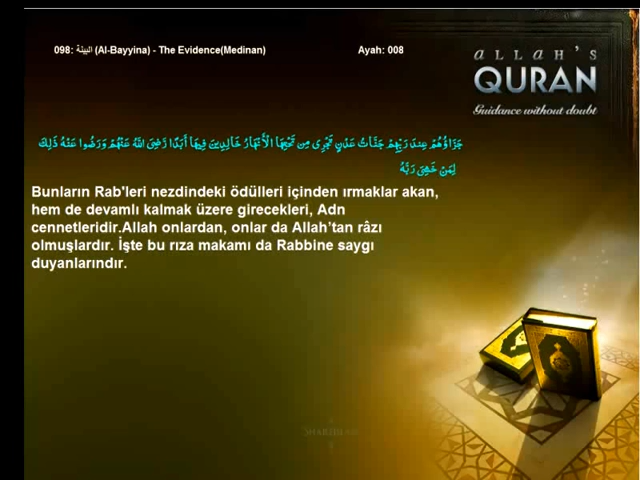 098: البينة (Al-Bayyina) - The Evidence(Medinan)
Ayah: 008
ALLAH'S
QURAN
Guidance without doubt
جَزَاؤُهُمْ عِندَ رَبِّهِمْ جَنَّاتُ عَدْنٍ تَجْرِي مِن تَحْتِهَا الْأَنْهَارُ خَالِدِينَ فِيهَا أَبَدًا رَّضِيَ اللَّهُ عَنْهُمْ وَرَضُوا عَنْهُ ذَٰلِكَ
لِمَنْ خَشِيَ رَبَّهُ
Bunların Rab'leri nezdindeki ödülleri içinden ırmaklar akan,
hem de devamlı kalmak üzere girecekleri, Adn
cennetleridir.Allah onlardan, onlar da Allah’tan râzı
olmuşlardır. İşte bu rıza makamı da Rabbine saygı
duyanlarındır.